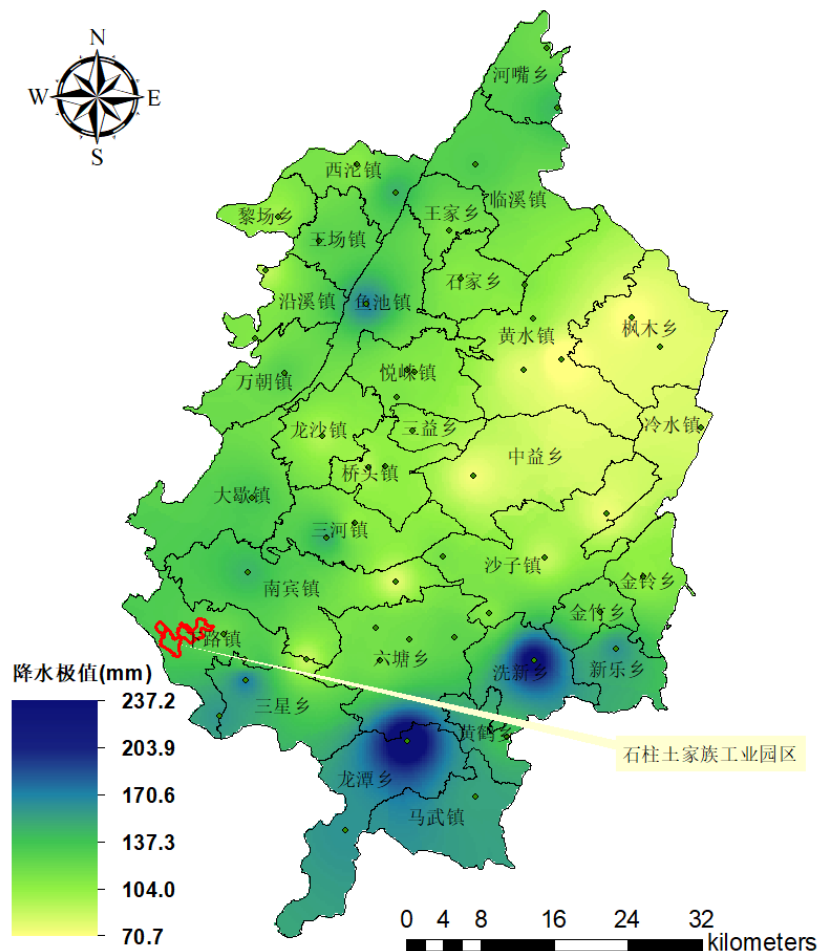 N
W E
S
河嘴乡
西沱镇
临溪镇
王家乡
黎场乡
王场镇
石家乡
沿溪镇
鱼池镇
黄水镇
枫木乡
悦崃镇
万朝镇
龙沙镇
三益乡
冷水镇
中益乡
桥头镇
大歇镇
三河镇
沙子镇
南宾镇
金铃乡
金竹乡
路镇
六塘乡
洗新乡
新乐乡
三星乡
黄鹤乡
龙潭乡
马武镇
石柱土家族工业园区
降水极值(mm)
237.2
203.9
170.6
137.3
104.0
70.7
0 4 8 16 24 32
kilometers